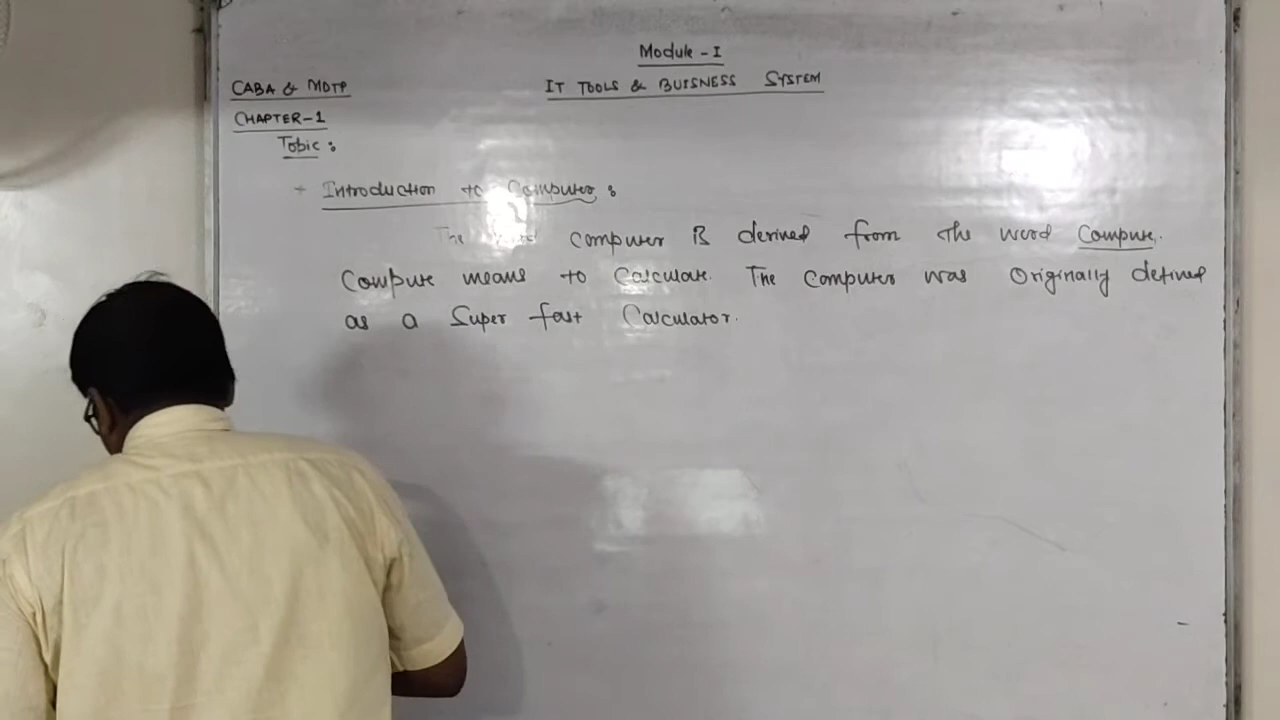 Module - I
CABA & MDTP
IT TOOLS & BUISNESS SYSTEM
CHAPTER-1
Topic :
Introduction to Computer :
The computer is derived from the word Compute.
Compute means to Calculate. The Computer was Originally defined
as a Super fast Calculator.